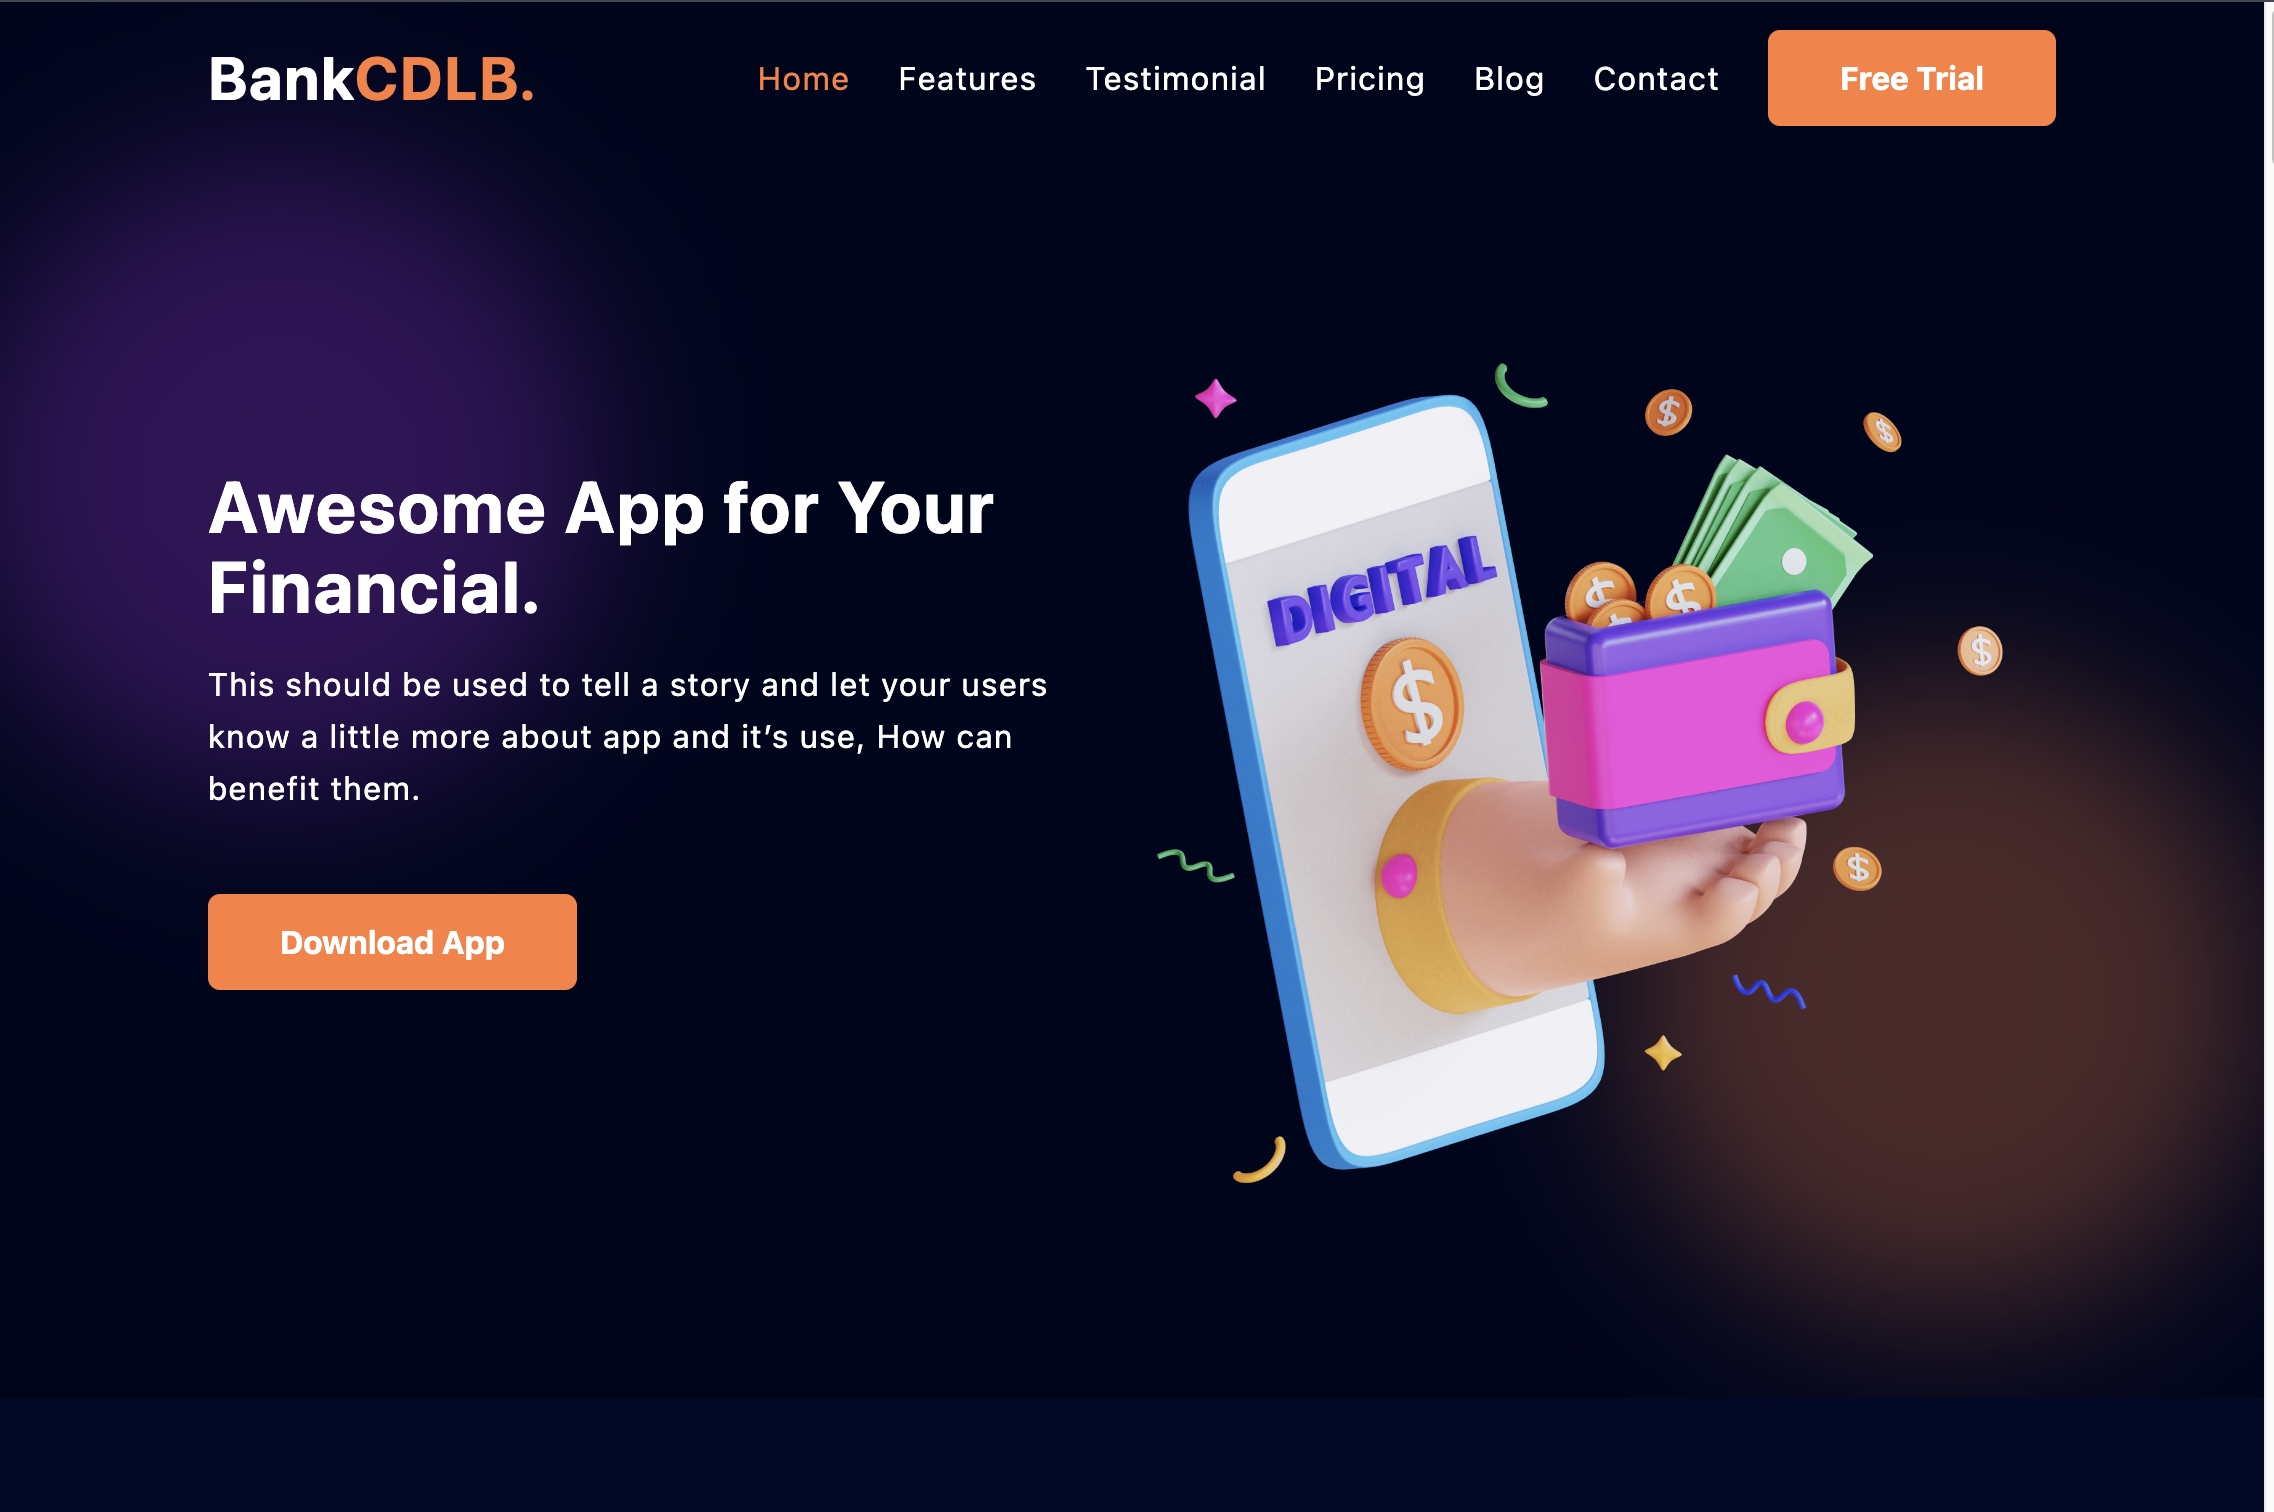 BankCDLB.
Home Features Testimonial Pricing Blog Contact Free Trial
Awesome App for Your
Financial.
This should be used to tell a story and let your users
know a little more about app and it’s use, How can
benefit them.
Download App
DIGITAL
$
$
$
$
$
$
$
$